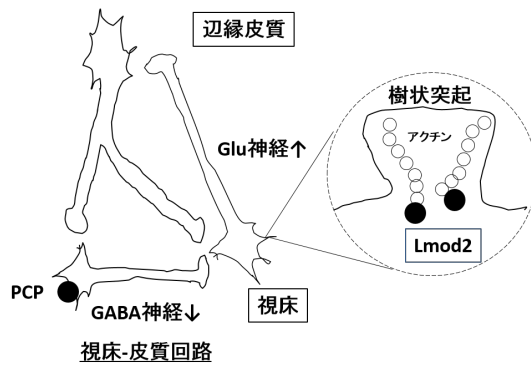 辺縁皮質
樹状突起
アクチン
Glu神経↑
Lmod2
PCP
視床
GABA神経↓
視床-皮質回路